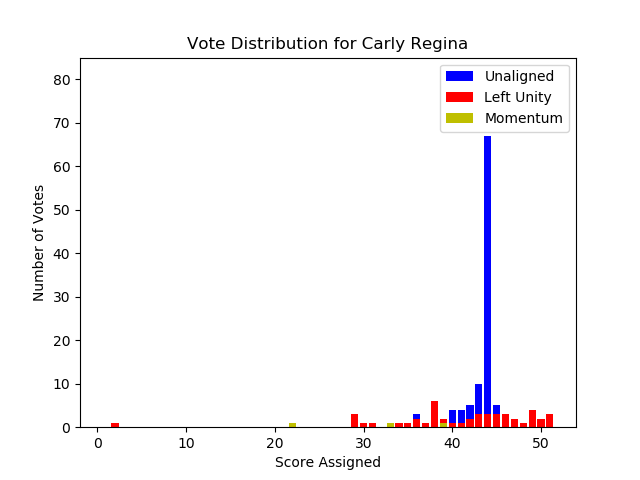 Vote Distribution for Carly Regina
Unaligned
Left Unity
Momentum
80
70
60
50
40
30
20
10
0
Number of Votes
0 10 20 30 40 50
Score Assigned